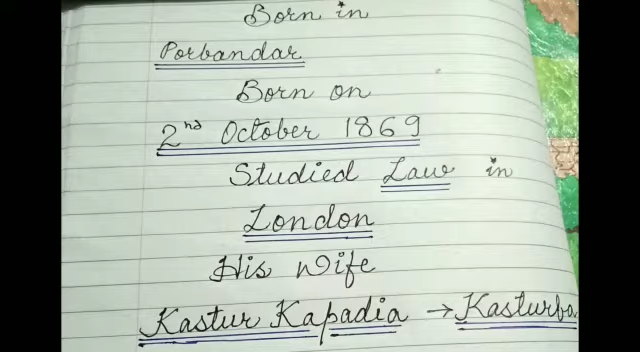 Born in
Porbandar
Born on
2nd October 1869
Studied Law in
London
His Wife
Kastur Kapadia → Kasturba